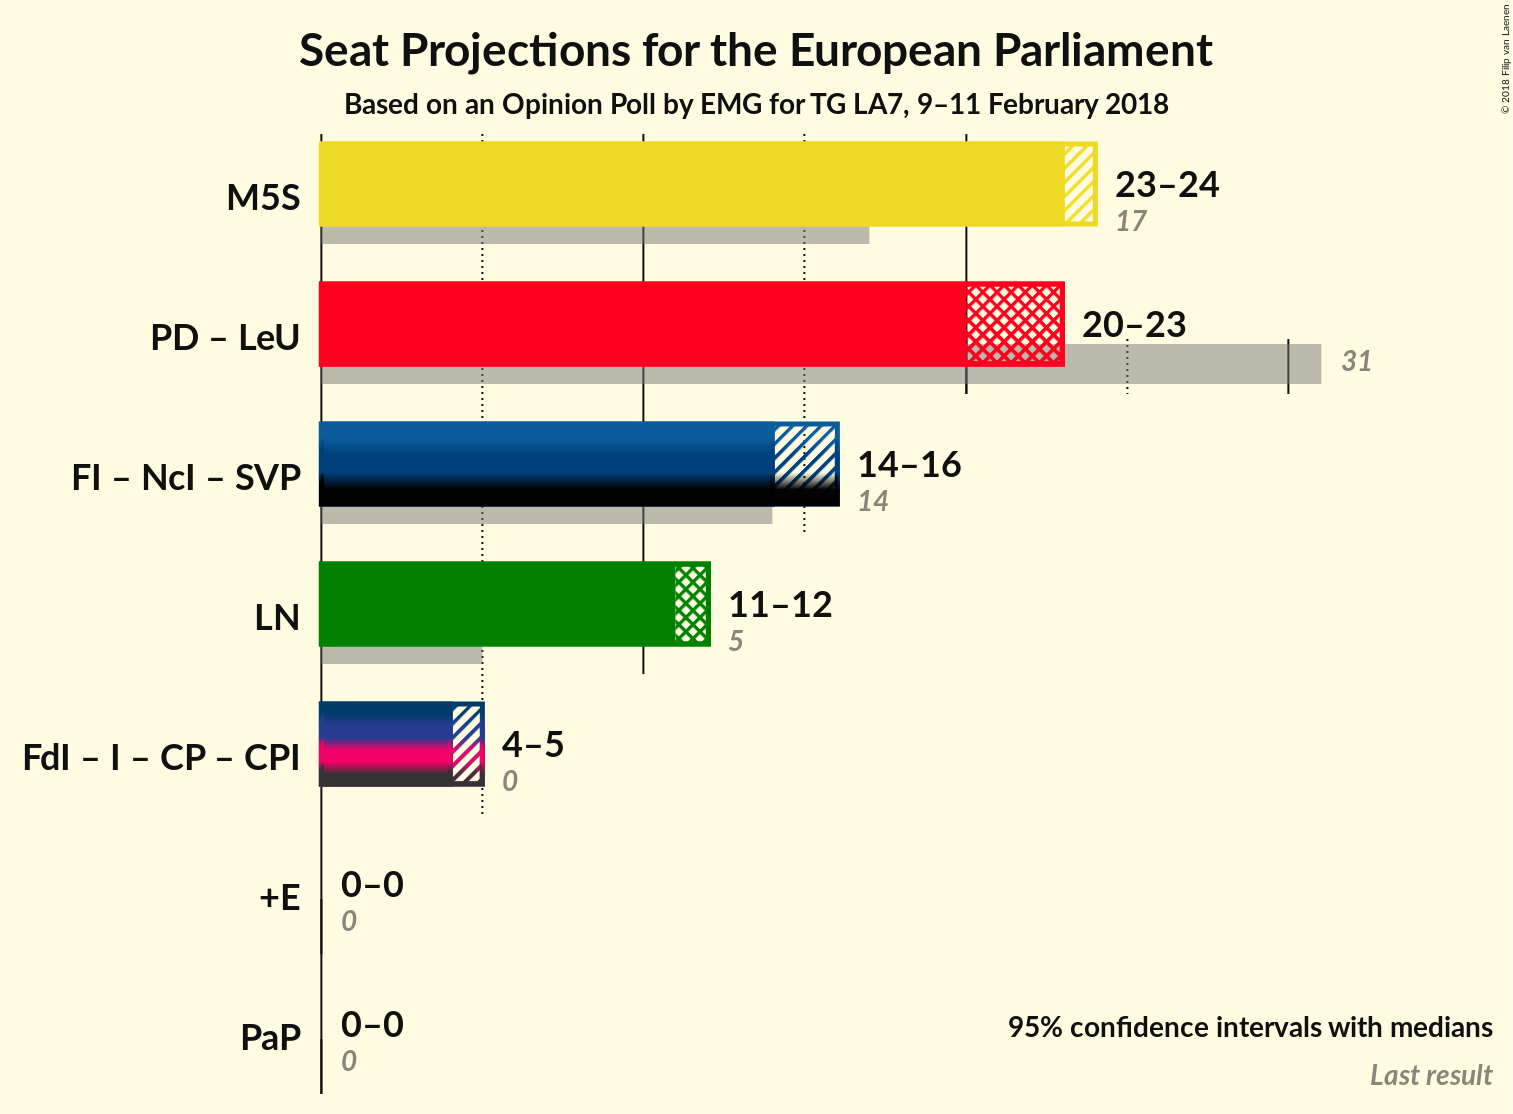 Seat Projections for the European Parliament
Based on an Opinion Poll by EMG for TG LA7, 9–11 February 2018
© 2018 Filip van Laenen
M5S
23–24
17
PD – LeU
20–23
31
FI – NcI – SVP
14–16
14
LN
11–12
5
FdI – I – CP – CPI
4–5
0
+E
0–0
0
PaP
0–0
0
95% confidence intervals with medians
Last result